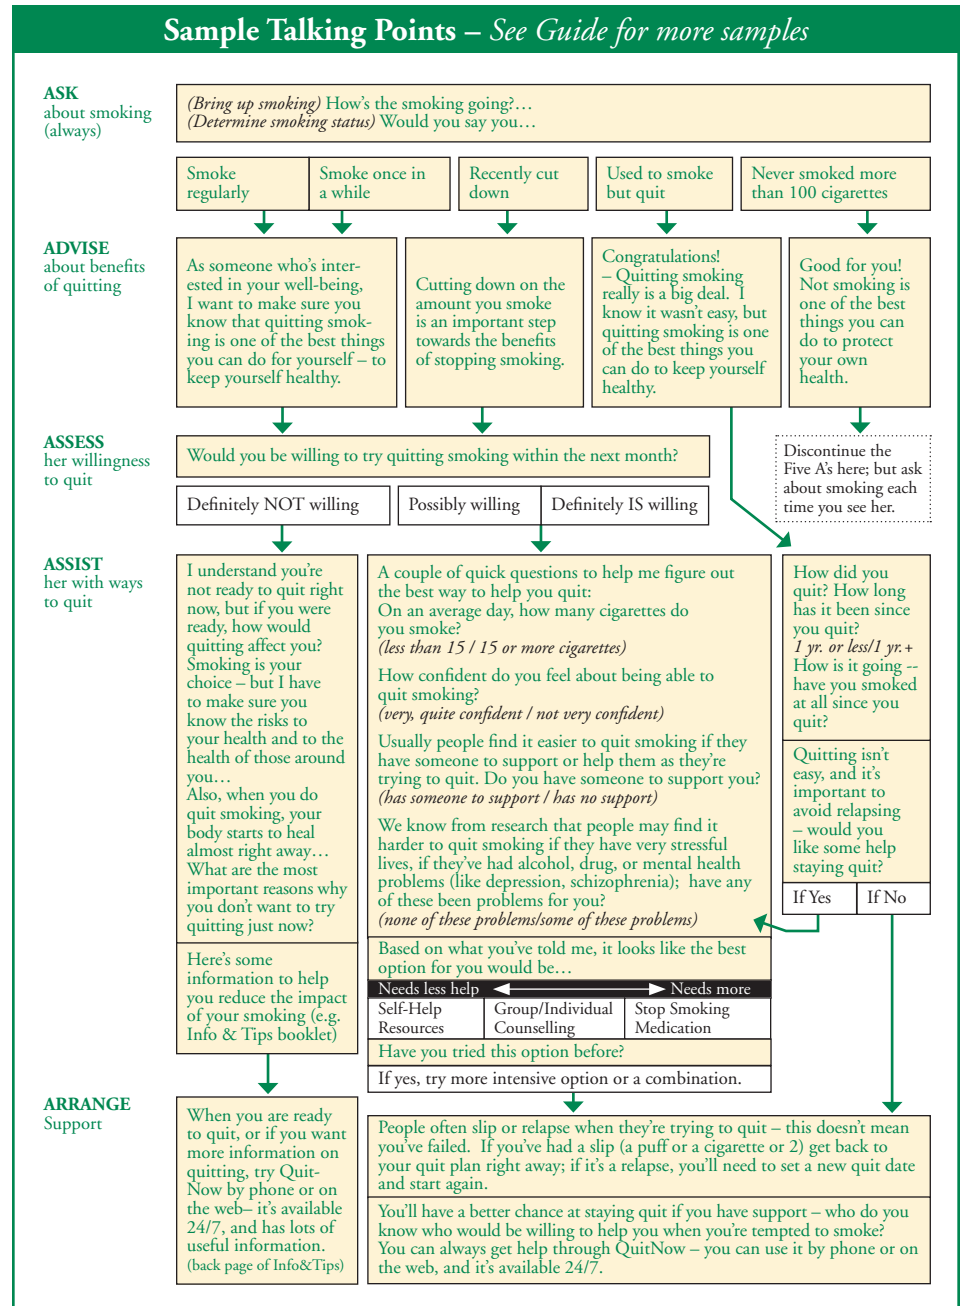 Sample Talking Points – See Guide for more samples
ASK
about smoking
(always)
(Bring up smoking) How's the smoking going?…
(Determine smoking status) Would you say you…
Smoke
regularly
Smoke once in
a while
Recently cut
down
Used to smoke
but quit
Never smoked more
than 100 cigarettes
ADVISE
about benefits
of quitting
As someone who's inter-
ested in your well-being,
I want to make sure you
know that quitting smok-
ing is one of the best things
you can do for yourself – to
keep yourself healthy.
Cutting down on the
amount you smoke
is an important step
towards the benefits
of stopping smoking.
Congratulations!
– Quitting smoking
really is a big deal. I
know it wasn't easy, but
quitting smoking is one
of the best things you
can do to keep yourself
healthy.
Good for you!
Not smoking is
one of the best
things you can
do to protect
your own
health.
ASSESS
her willingness
to quit
Would you be willing to try quitting smoking within the next month?
Discontinue the
Five A's here; but ask
about smoking each
time you see her.
Definitely NOT willing
Possibly willing
Definitely IS willing
ASSIST
her with ways
to quit
I understand you're
not ready to quit right
now, but if you were
ready, how would
quitting affect you?
Smoking is your
choice – but I have
to make sure you
know the risks to
your health and to the
health of those around
you…
Also, when you do
quit smoking, your
body starts to heal
almost right away…
What are the most
important reasons why
you don't want to try
quitting just now?
Here's some
information to help
you reduce the impact
of your smoking (e.g.
Info & Tips booklet)
A couple of quick questions to help me figure out
the best way to help you quit:
On an average day, how many cigarettes do
you smoke?
(less than 15 / 15 or more cigarettes)
How confident do you feel about being able to
quit smoking?
(very, quite confident / not very confident)
Usually people find it easier to quit smoking if they
have someone to support or help them as they're
trying to quit. Do you have someone to support you?
(has someone to support / has no support)
We know from research that people may find it
harder to quit smoking if they have very stressful
lives, if they've had alcohol, drug, or mental health
problems (like depression, schizophrenia); have any
of these been problems for you?
(none of these problems/some of these problems)
Based on what you've told me, it looks like the best
option for you would be…
Needs less help
Needs more
Self-Help
Resources
Group/Individual
Counselling
Stop Smoking
Medication
Have you tried this option before?
If yes, try more intensive option or a combination.
How did you
quit? How long
has it been since
you quit?
1 yr. or less/1 yr.+
How is it going --
have you smoked
at all since you
quit?
Quitting isn't
easy, and it's
important to
avoid relapsing
– would you
like some help
staying quit?
If Yes
If No
ARRANGE
Support
When you are ready
to quit, or if you want
more information on
quitting, try Quit-
Now by phone or on
the web– it's available
24/7, and has lots of
useful information.
(back page of Info&Tips)
People often slip or relapse when they're trying to quit – this doesn't mean
you've failed. If you've had a slip (a puff or a cigarette or 2) get back to
your quit plan right away; if it's a relapse, you'll need to set a new quit date
and start again.
You'll have a better chance at staying quit if you have support – who do you
know who would be willing to help you when you're tempted to smoke?
You can always get help through QuitNow – you can use it by phone or on
the web, and it's available 24/7.